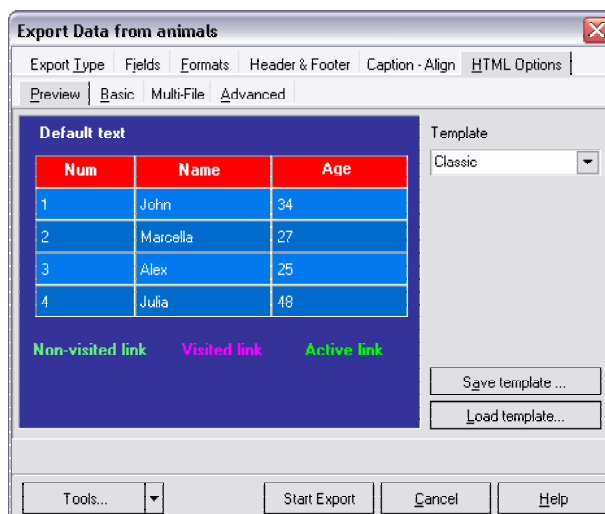 Export Data from animals
Export Type Fields Formats Header & Footer Caption - Align HTML Options
Preview Basic Multi-File Advanced
Default text
Template
Classic
Num Name Age
1 John 34
2 Marcella 27
3 Alex 25
4 Julia 48
Non-visited link Visited link Active link
Save template ...
Load template...
Tools... Start Export Cancel Help